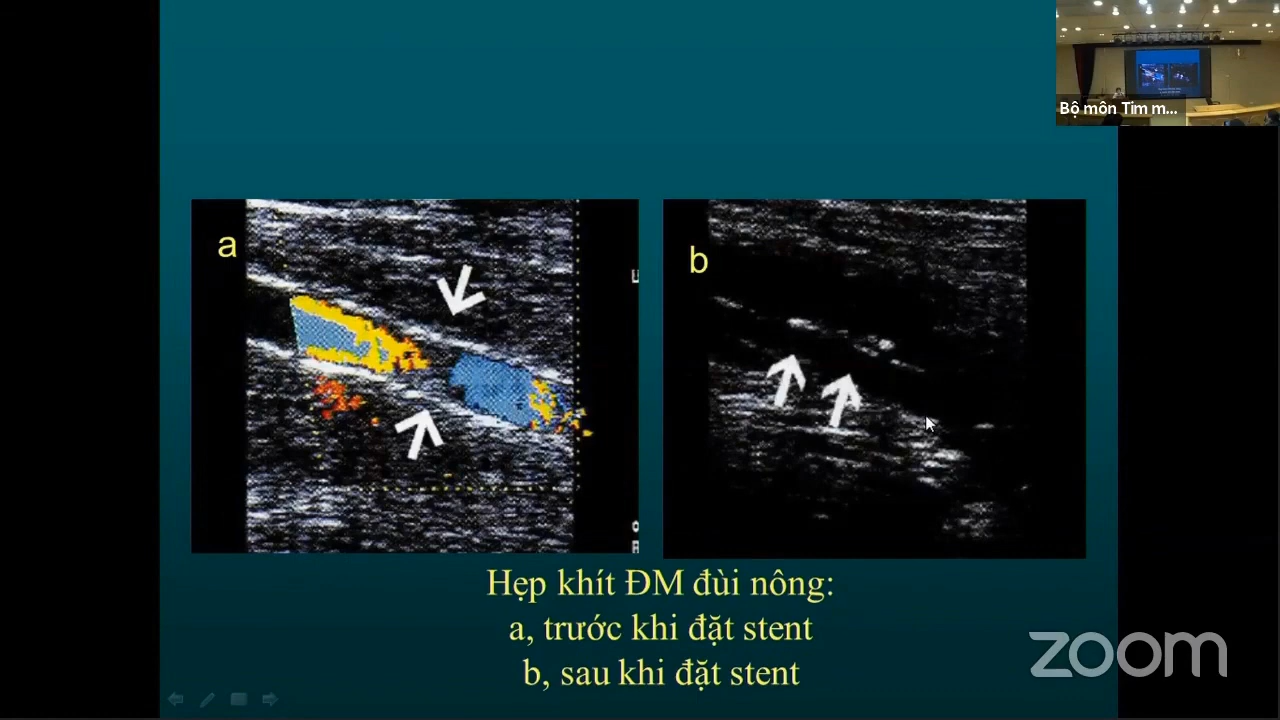 Bộ môn Tim m...
a
b
Hẹp khít ĐM đùi nông:
a, trước khi đặt stent
b, sau khi đặt stent
zoom